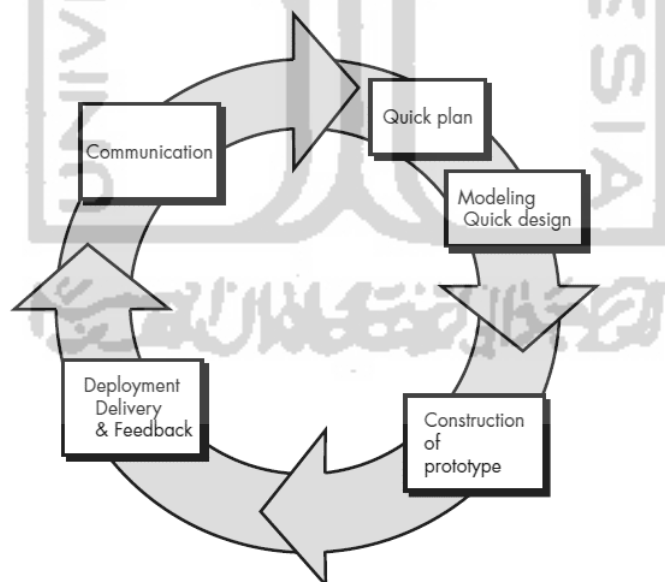 Communication
Quick plan
Modeling
Quick design
Construction
of
prototype
Deployment
Delivery
& Feedback